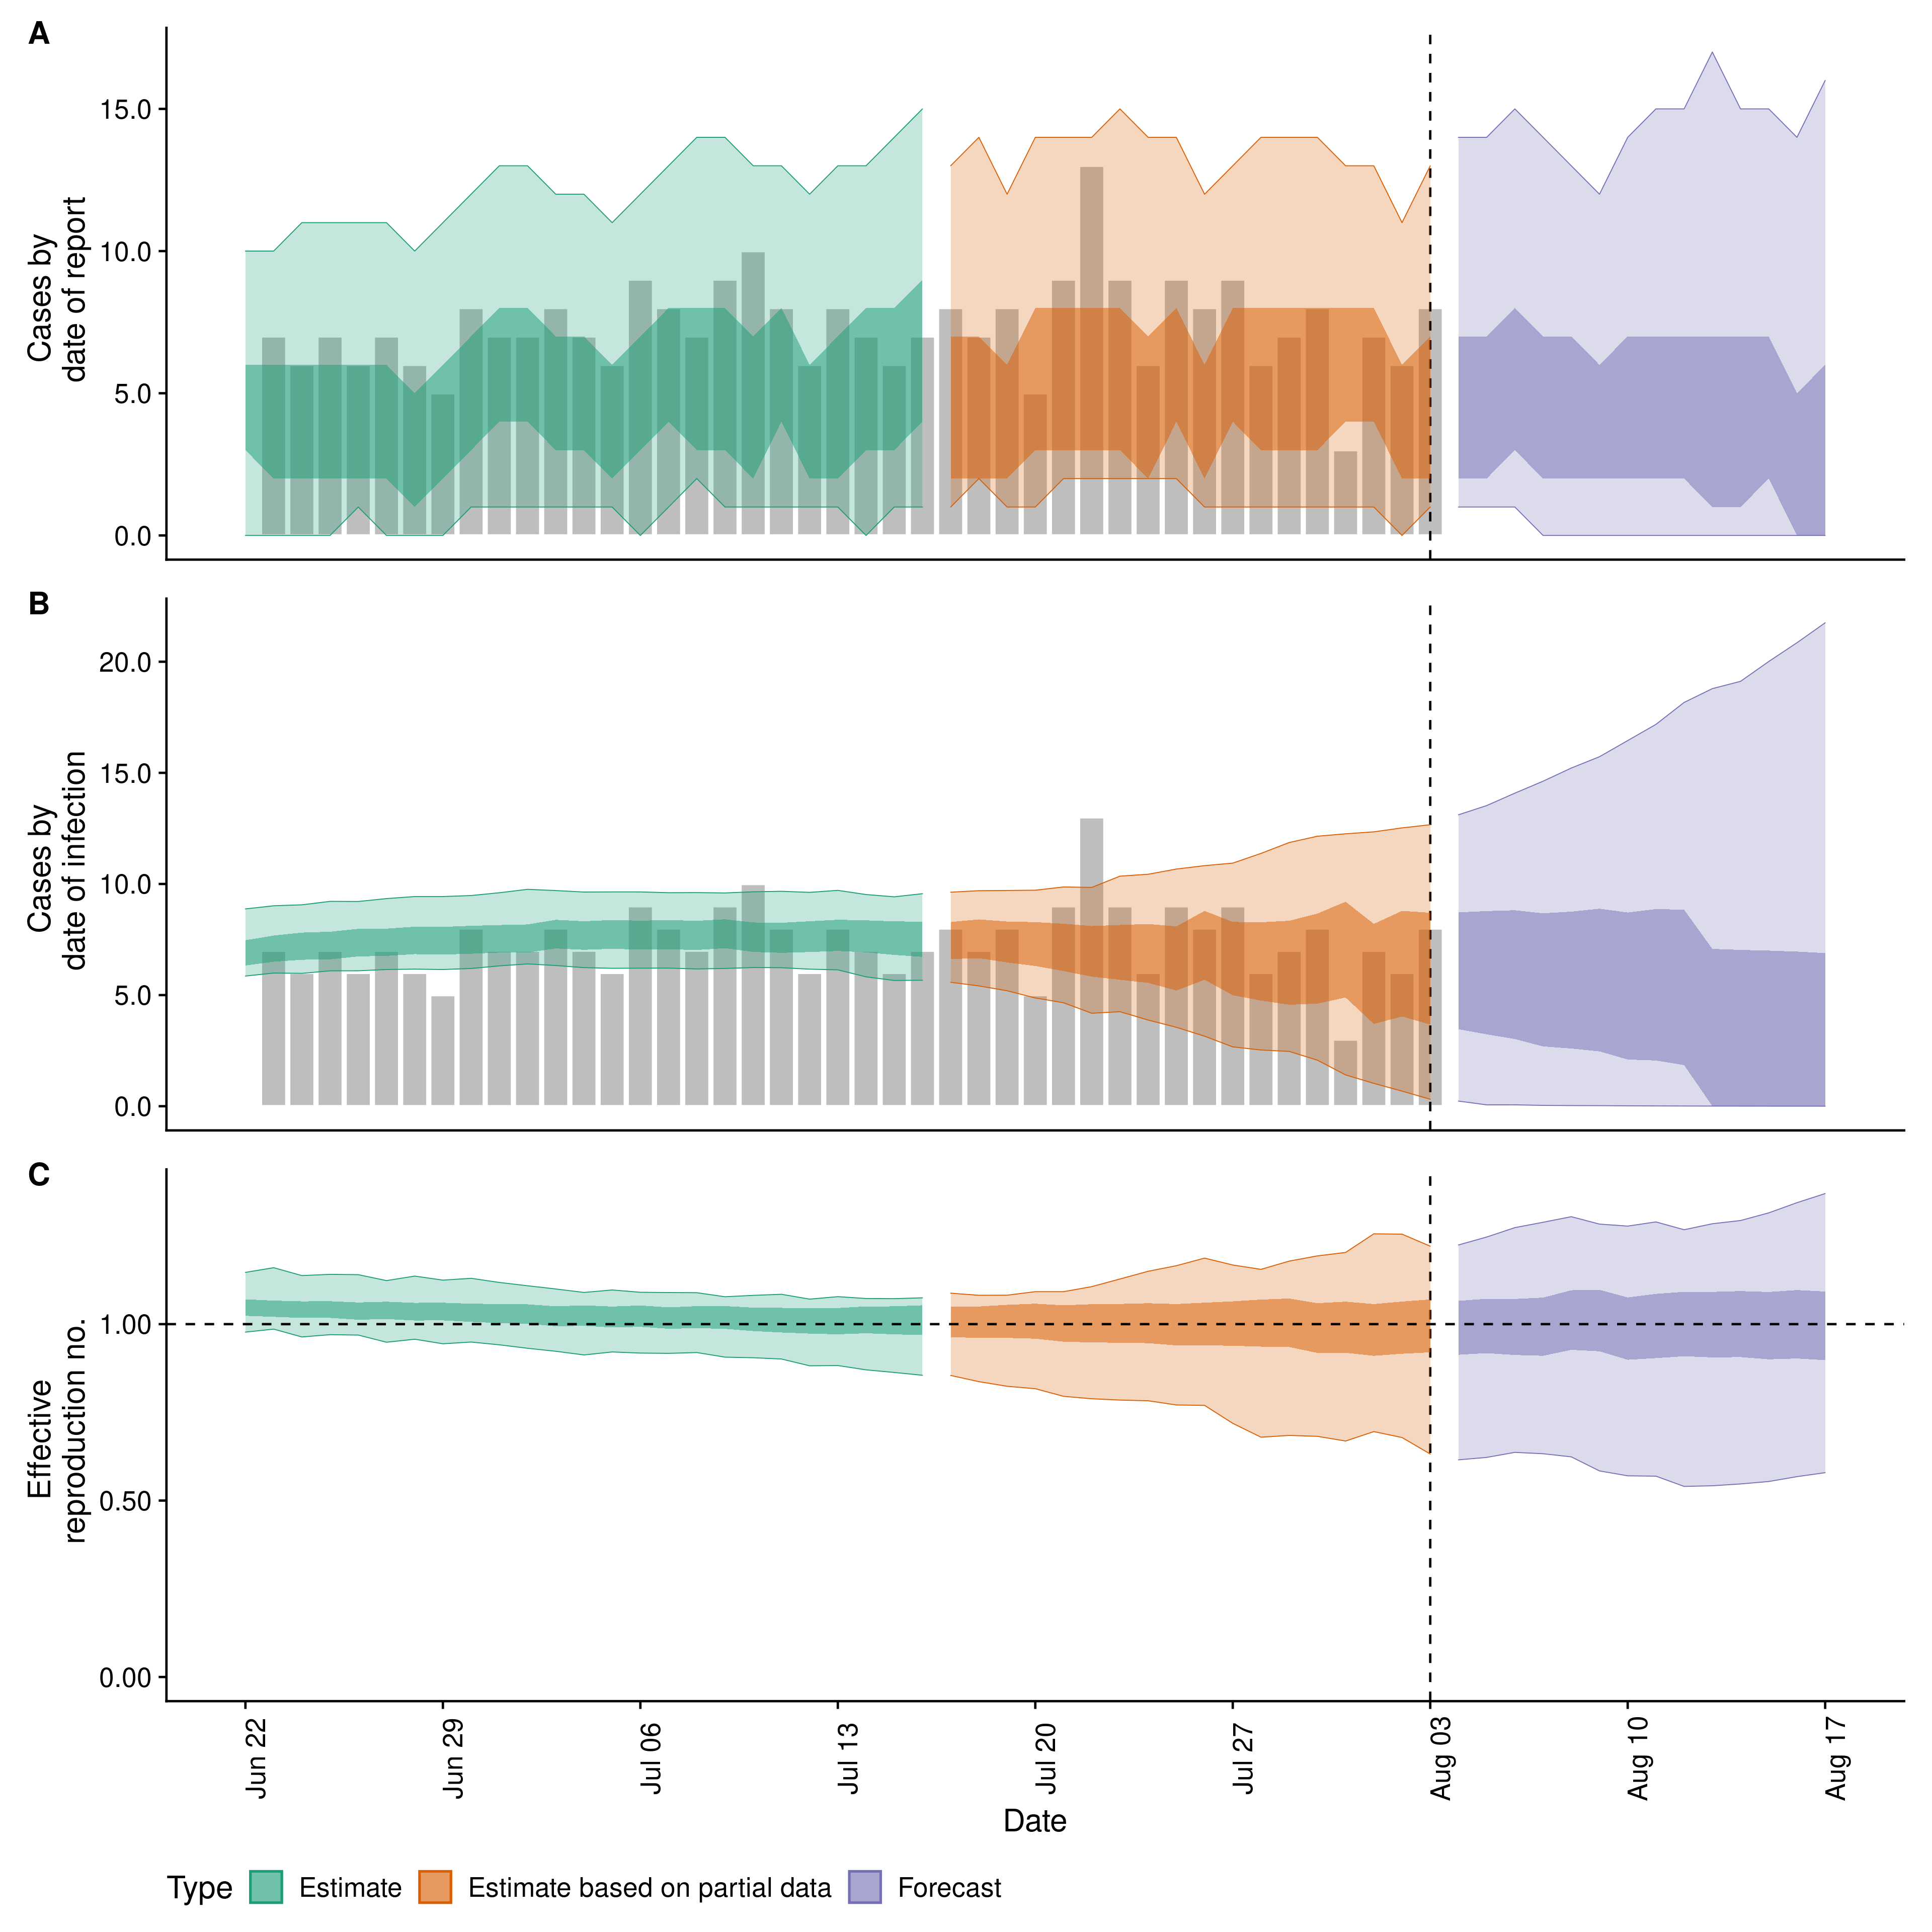 A
Cases by
date of report
15.0
10.0
5.0
0.0
B
Cases by
date of infection
20.0
15.0
10.0
5.0
0.0
C
Effective
reproduction no.
1.00
0.50
0.00
Jun 22
Jun 29
Jul 06
Jul 13
Jul 20
Jul 27
Aug 03
Aug 10
Aug 17
Date
Type Estimate Estimate based on partial data Forecast